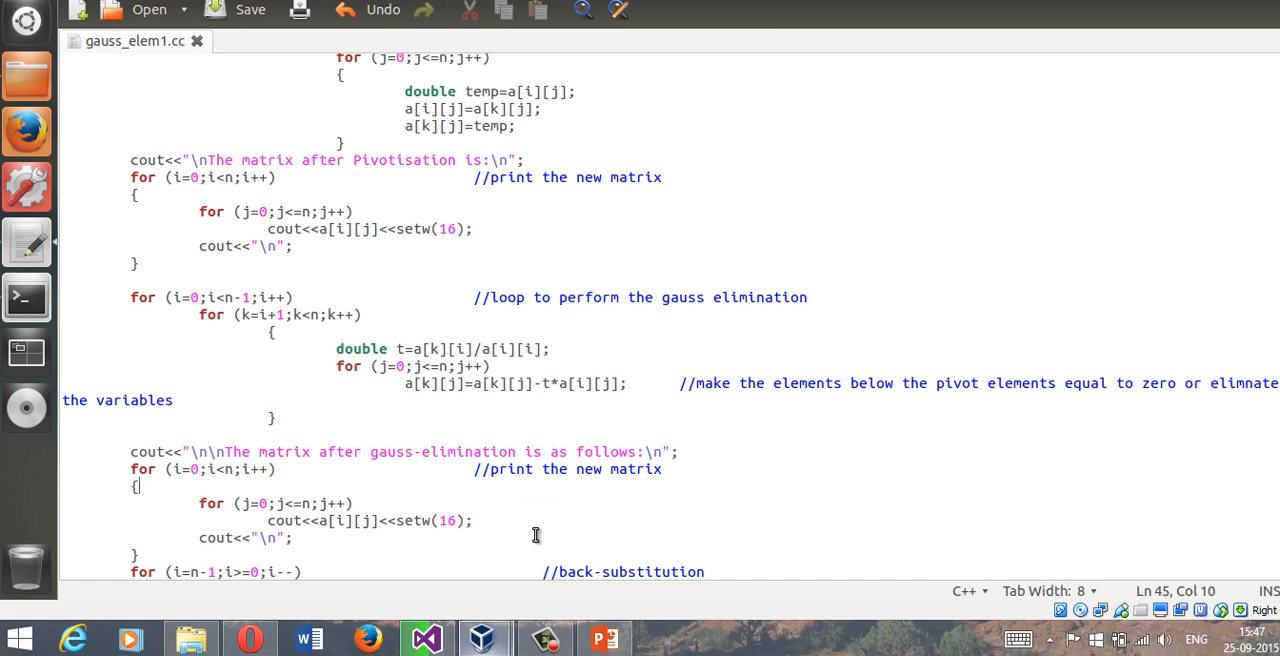 Open Save Undo
gauss_elem1.cc
for (j=0;j<=n;j++)
{
double temp=a[i][j];
a[i][j]=a[k][j];
a[k][j]=temp;
}
cout<<"\nThe matrix after Pivotisation is:\n";
for (i=0;i<n;i++) //print the new matrix
{
for (j=0;j<=n;j++)
cout<<a[i][j]<<setw(16);
cout<<"\n";
}
for (i=0;i<n-1;i++) //loop to perform the gauss elimination
for (k=i+1;k<n;k++)
{
double t=a[k][i]/a[i][i];
for (j=0;j<=n;j++)
a[k][j]=a[k][j]-t*a[i][j]; //make the elements below the pivot elements equal to zero or elimnate
the variables
}
cout<<"\n\nThe matrix after gauss-elimination is as follows:\n";
for (i=0;i<n;i++) //print the new matrix
{
for (j=0;j<=n;j++)
cout<<a[i][j]<<setw(16);
cout<<"\n";
}
for (i=n-1;i>=0;i--) //back-substitution
C++ Tab Width: 8 Ln 45, Col 10 INS
Right
ENG 15:47
25-09-2015